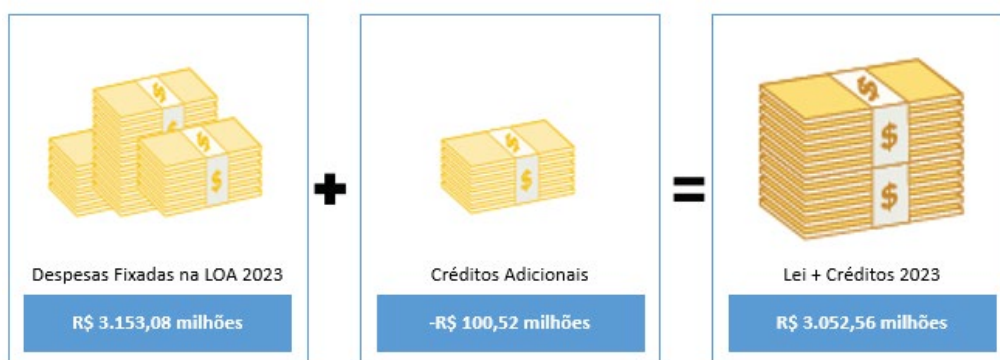 Despesas Fixadas na LOA 2023
R$ 3.153,08 milhões
+
Créditos Adicionais
-R$ 100,52 milhões
=
Lei + Créditos 2023
R$ 3.052,56 milhões